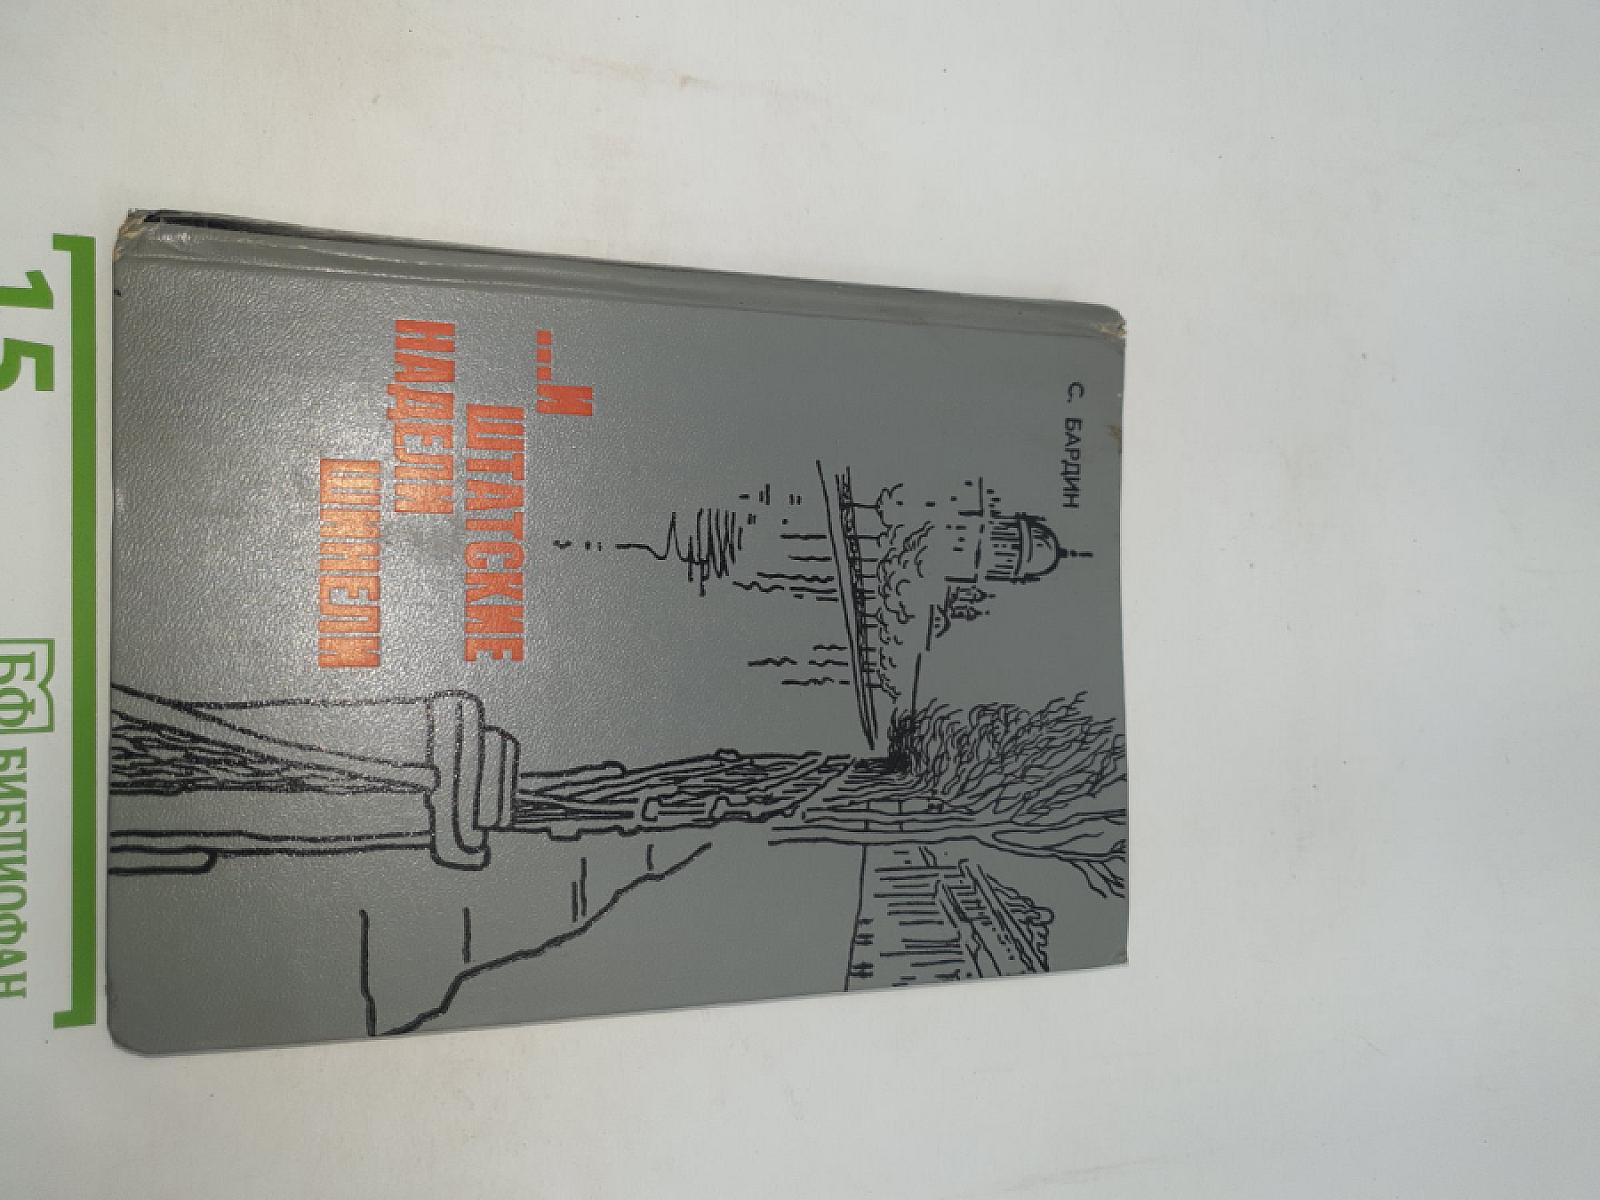 С. БАРДИН
...И
ШТАТСКИЕ
НАДЕЛИ
ШИНЕЛИ
15
БФ БИБЛИОФАН